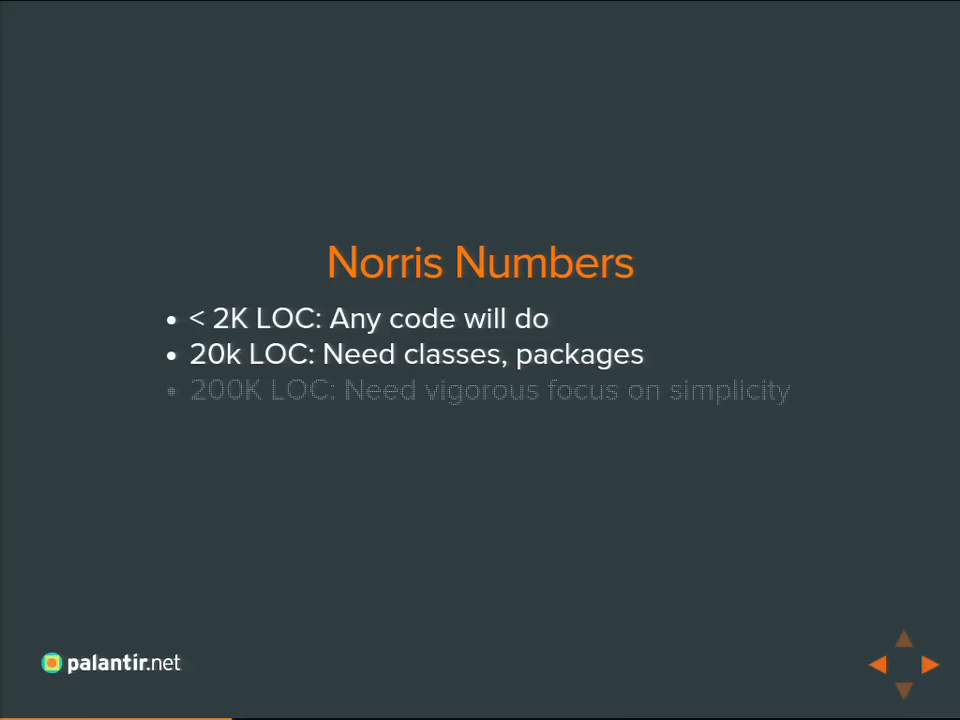 Norris Numbers
< 2K LOC: Any code will do
20k LOC: Need classes, packages
200K LOC: Need vigorous focus on simplicity
palantir.net